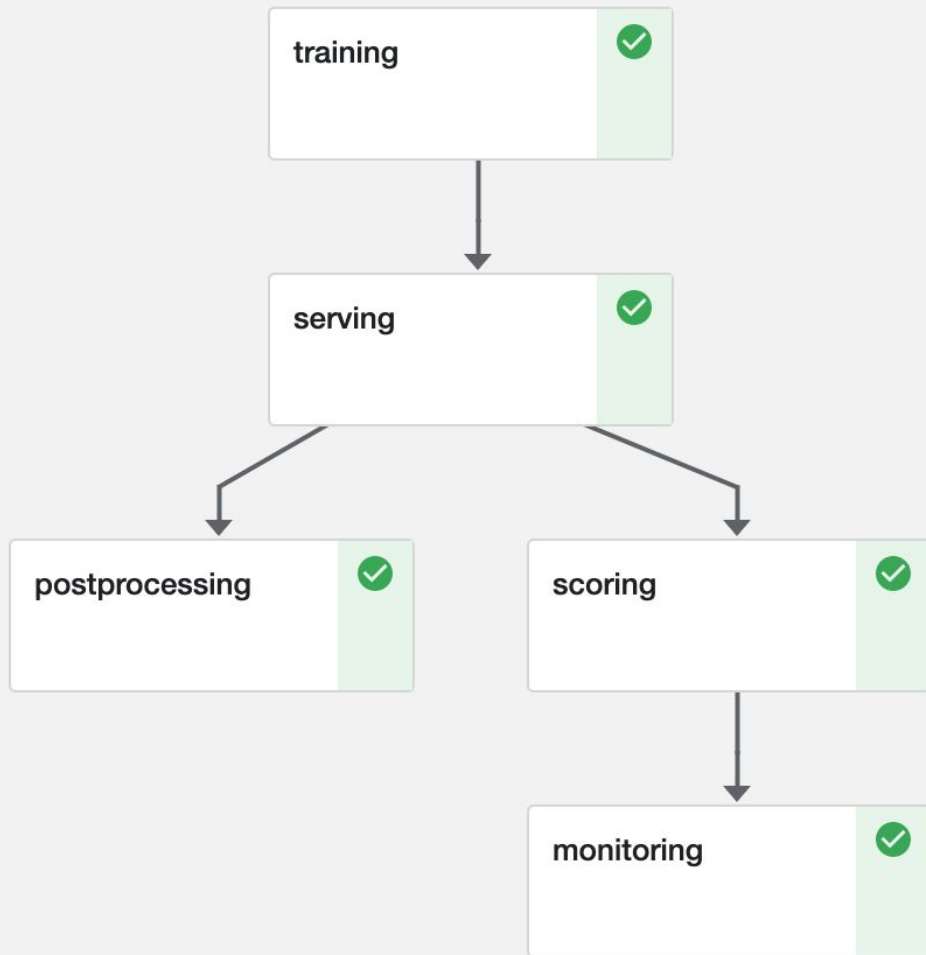 training
serving
postprocessing
scoring
monitoring